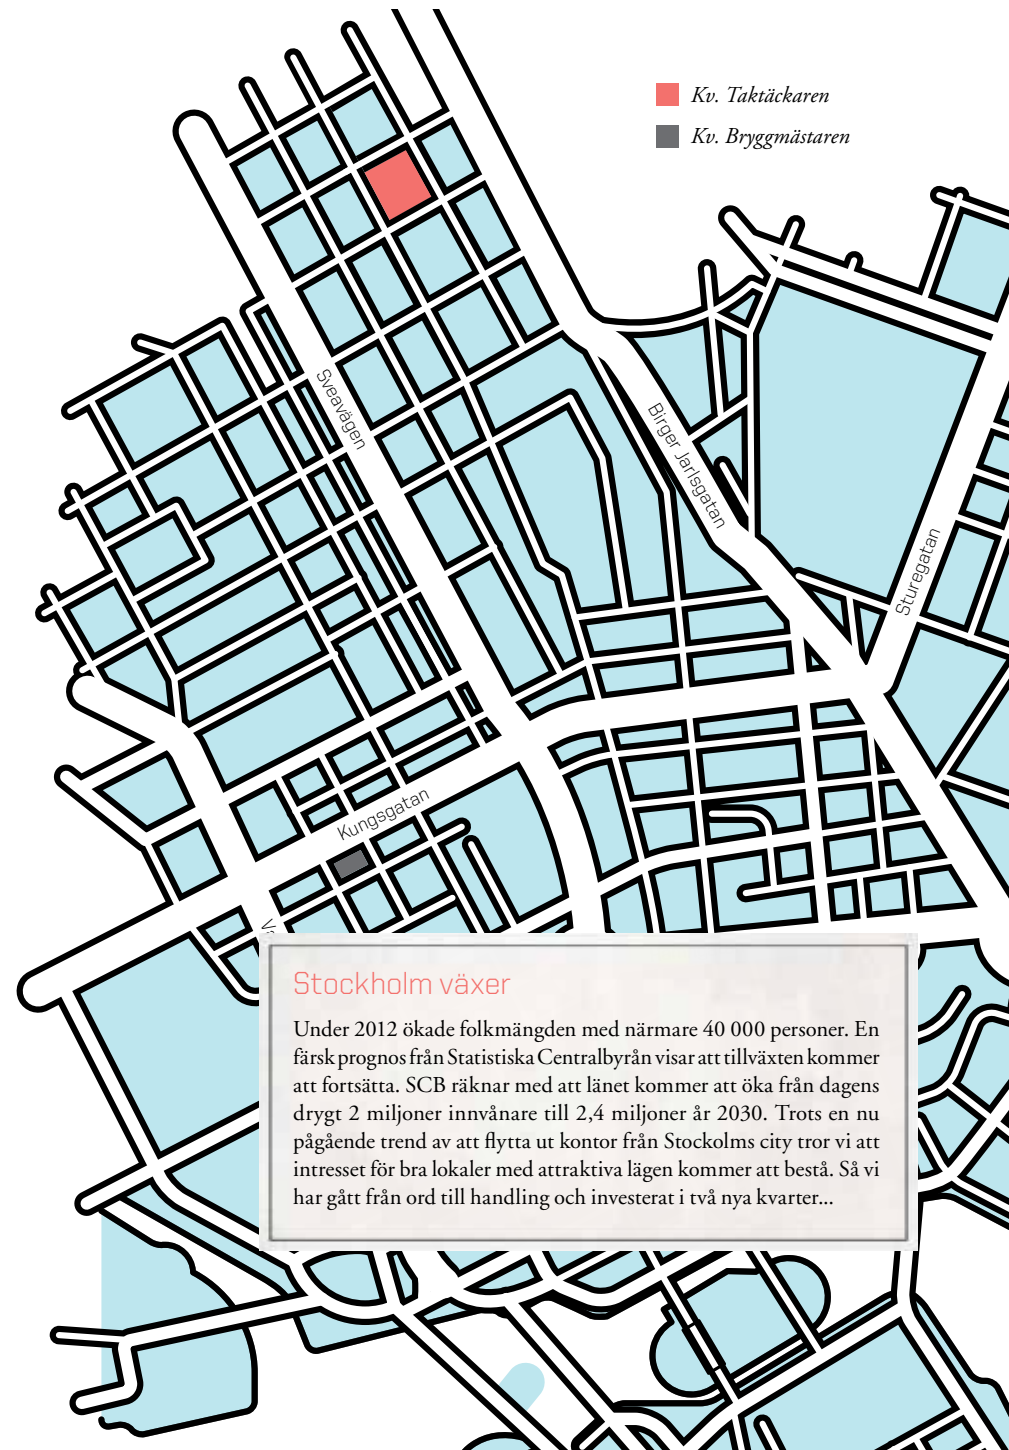 Kv. Taktäckaren
Kv. Bryggmästaren
Sveavägen
Birger Jarlsgatan
Sturegatan
Kungsgatan
Stockholm växer
Under 2012 ökade folkmängden med närmare 40 000 personer. En
färsk prognos från Statistiska Centralbyrån visar att tillväxten kommer
att fortsätta. SCB räknar med att länet kommer att öka från dagens
drygt 2 miljoner innvånare till 2,4 miljoner år 2030. Trots en nu
pågående trend av att flytta ut kontor från Stockolms city tror vi att
intresset för bra lokaler med attraktiva lägen kommer att bestå. Så vi
har gått från ord till handling och investerat i två nya kvarter...